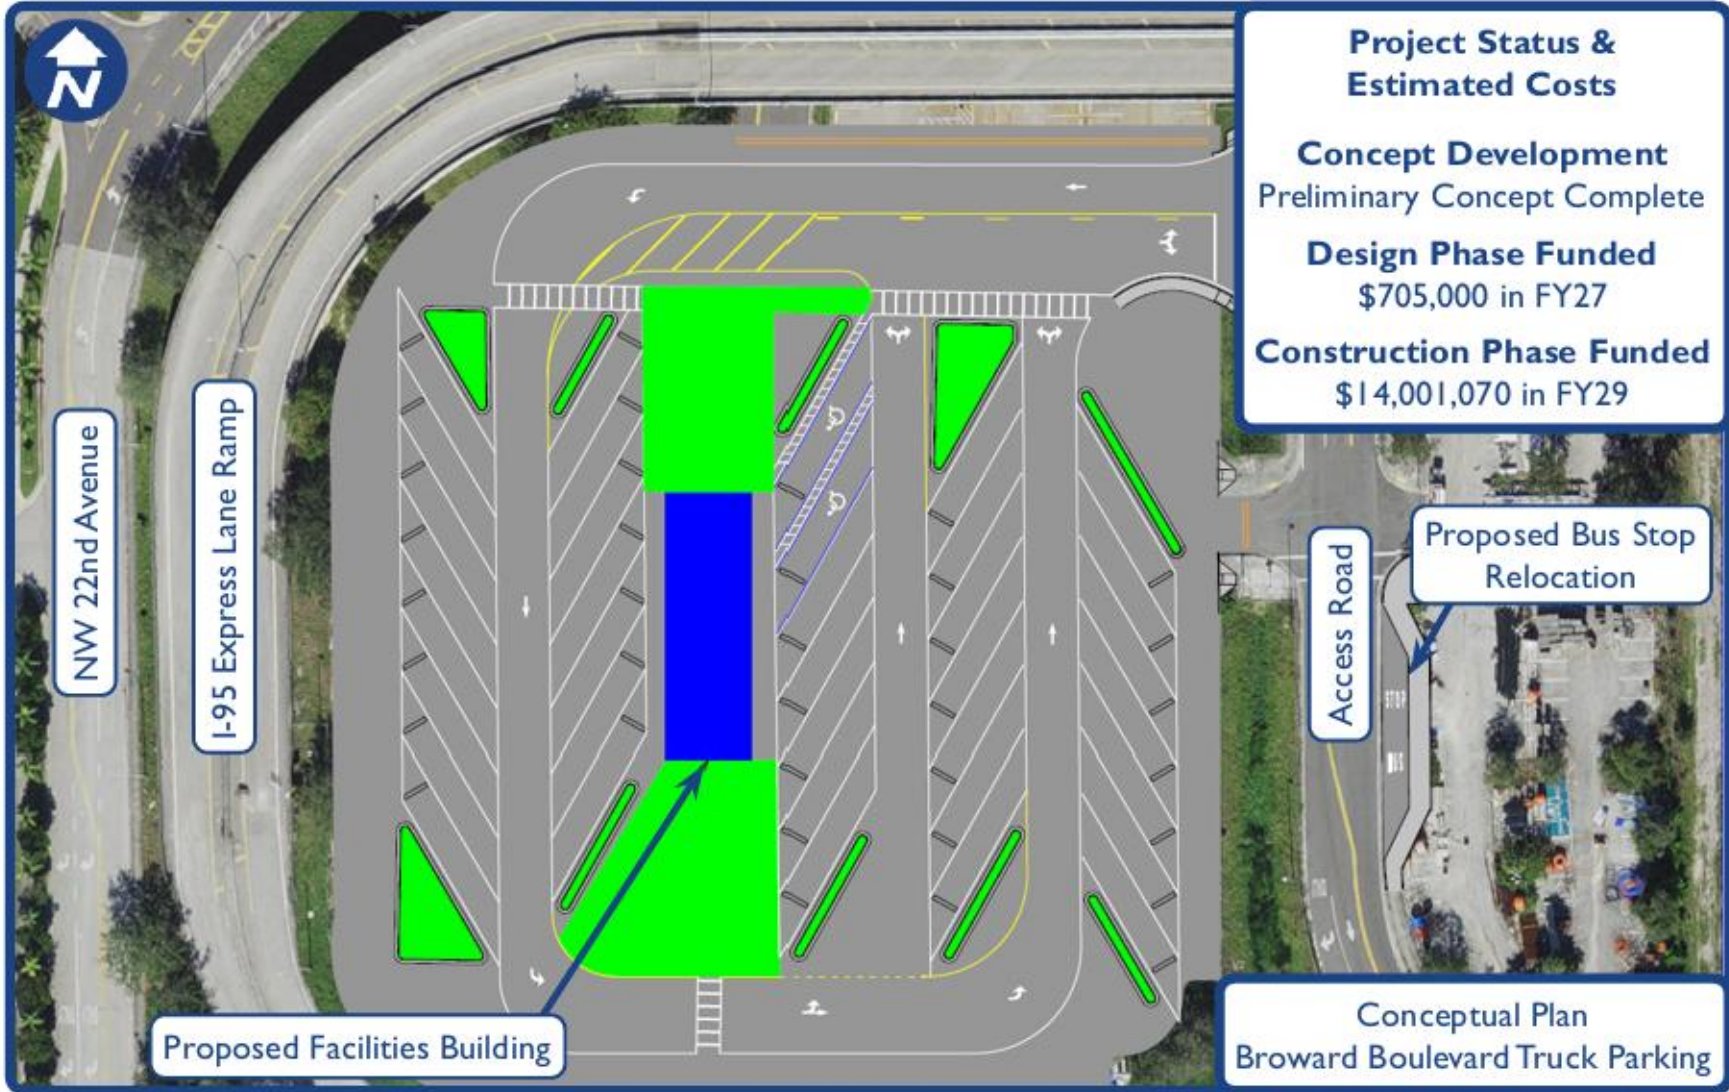 N
Project Status &
Estimated Costs
Concept Development
Preliminary Concept Complete
Design Phase Funded
$705,000 in FY27
Construction Phase Funded
$14,001,070 in FY29
NW 22nd Avenue
I-95 Express Lane Ramp
Access Road
Proposed Bus Stop
Relocation
STOP
BUS
Proposed Facilities Building
Conceptual Plan
Broward Boulevard Truck Parking